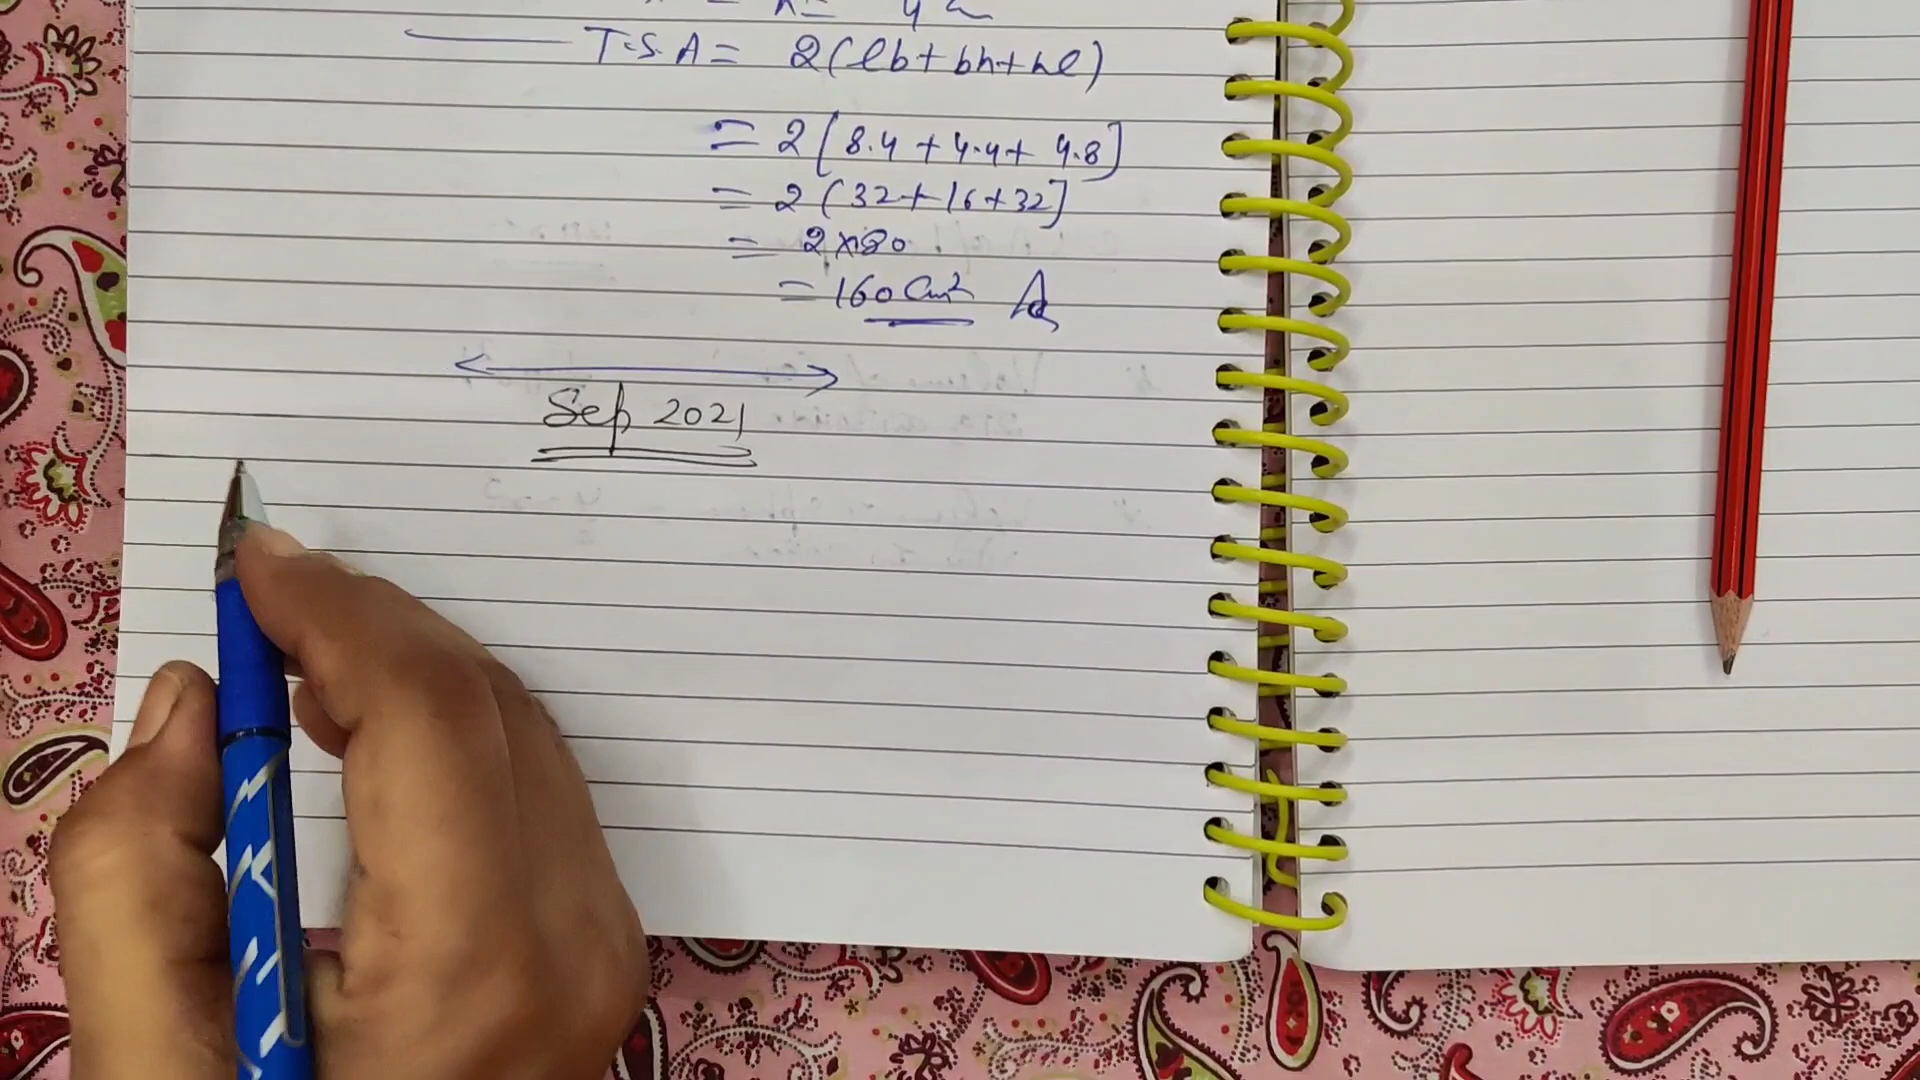 T.S.A = 2(lb+bh+hl)
= 2[8.4 + 4.4 + 4.8]
= 2(32+16+32]
= 2×80
= 160 Cm²
Sep 2021